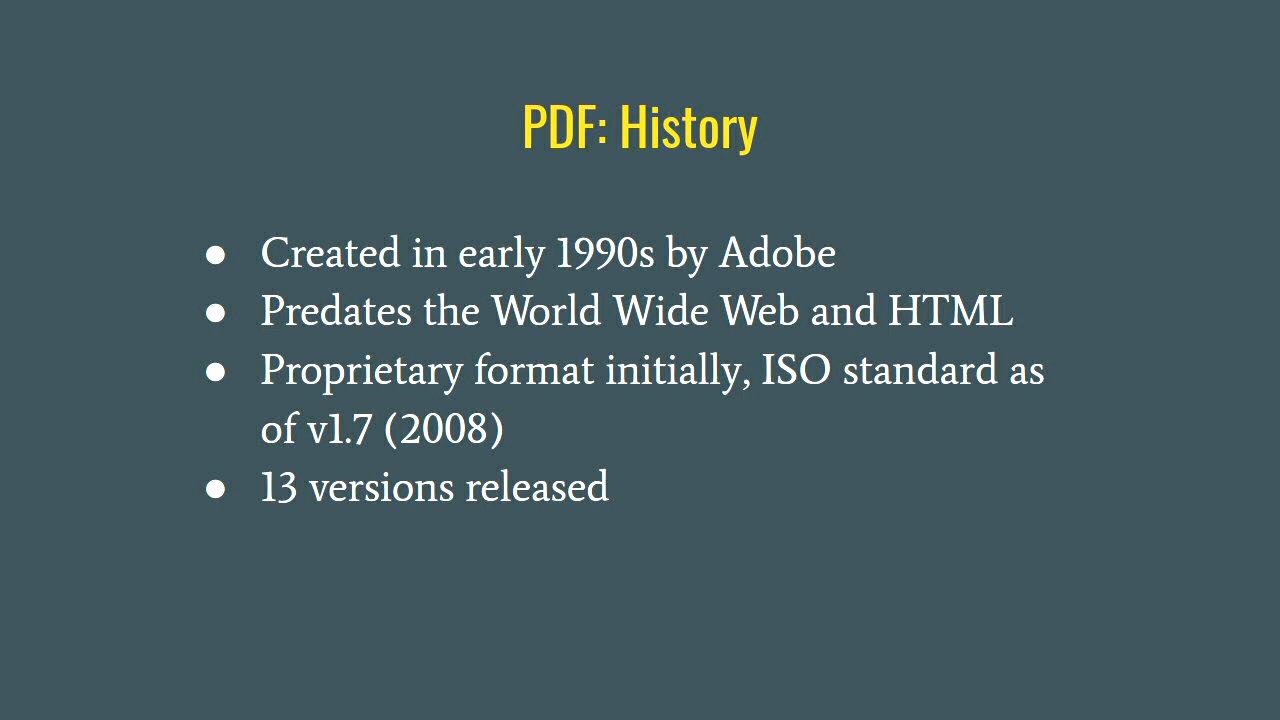 PDF: History
● Created in early 1990s by Adobe
● Predates the World Wide Web and HTML
● Proprietary format initially, ISO standard as
of v1.7 (2008)
● 13 versions released